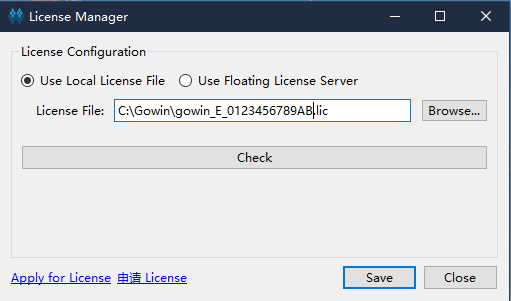 License Manager
License Configuration
Use Local License File Use Floating License Server
License File: C:\Gowin\gowin_E_0123456789AB.lic Browse...
Check
Apply for License 申请 License Save Close